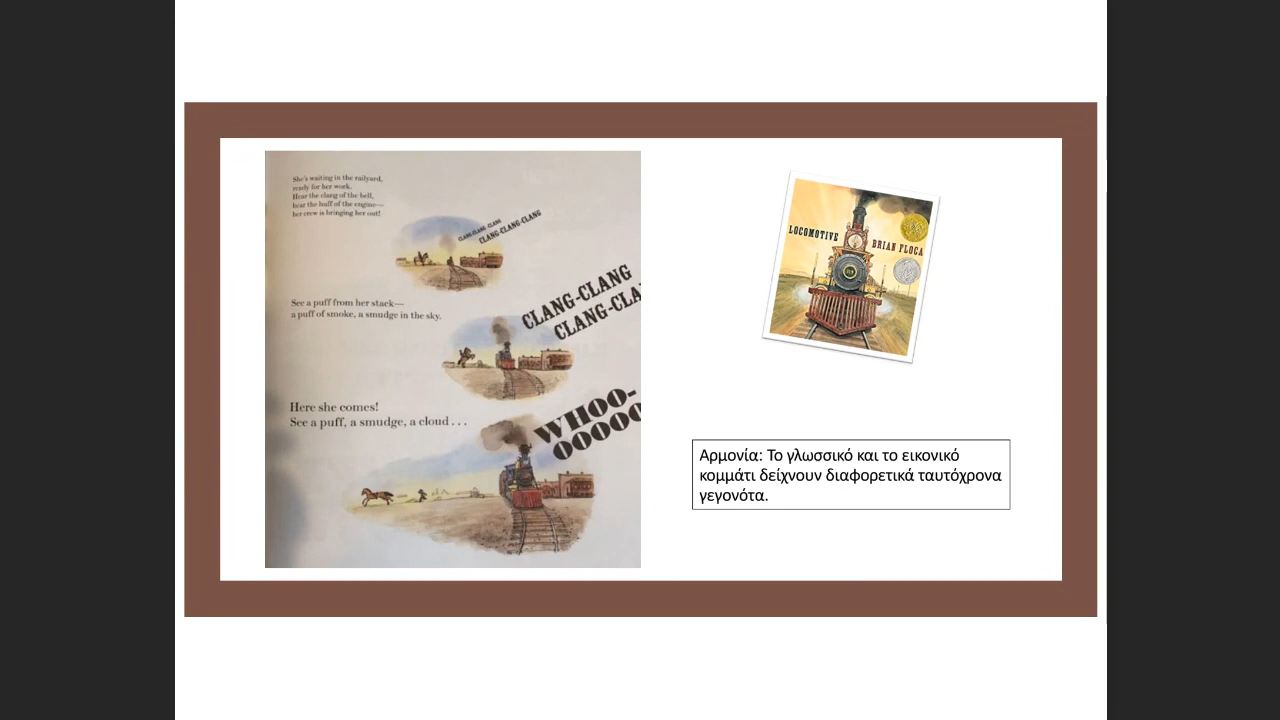 She's waiting in the railyard,
ready for her work.
Hear the clang of the bell,
hear the huff of the engine—
her crew is bringing her out!
CLANG-CLANG-CLANG
CLANG-CLANG-CLANG
See a puff from her stack—
a puff of smoke, a smudge in the sky.
CLANG-CLANG
CLANG-CLA
Here she comes!
See a puff, a smudge, a cloud . . .
WHOO-
OOOOO
LOCOMOTIVE
BRIAN FLOCA
Αρμονία: Το γλωσσικό και το εικονικό
κομμάτι δείχνουν διαφορετικά ταυτόχρονα
γεγονότα.